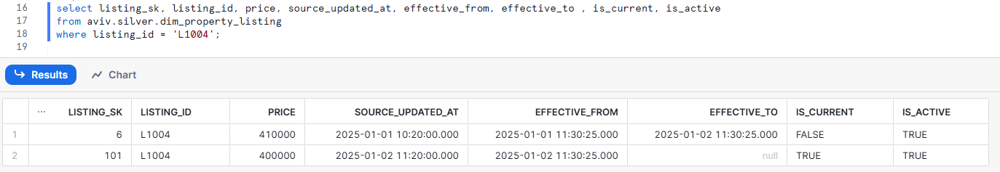 16 select listing_sk, listing_id, price, source_updated_at, effective_from, effective_to , is_current, is_active
17 from aviv.silver.dim_property_listing
18 where listing_id = 'L1004';
19
Results Chart
... LISTING_SK LISTING_ID PRICE SOURCE_UPDATED_AT EFFECTIVE_FROM EFFECTIVE_TO IS_CURRENT IS_ACTIVE
1 6 L1004 410000 2025-01-01 10:20:00.000 2025-01-01 11:30:25.000 2025-01-02 11:30:25.000 FALSE TRUE
2 101 L1004 400000 2025-01-02 11:20:00.000 2025-01-02 11:30:25.000 null TRUE TRUE